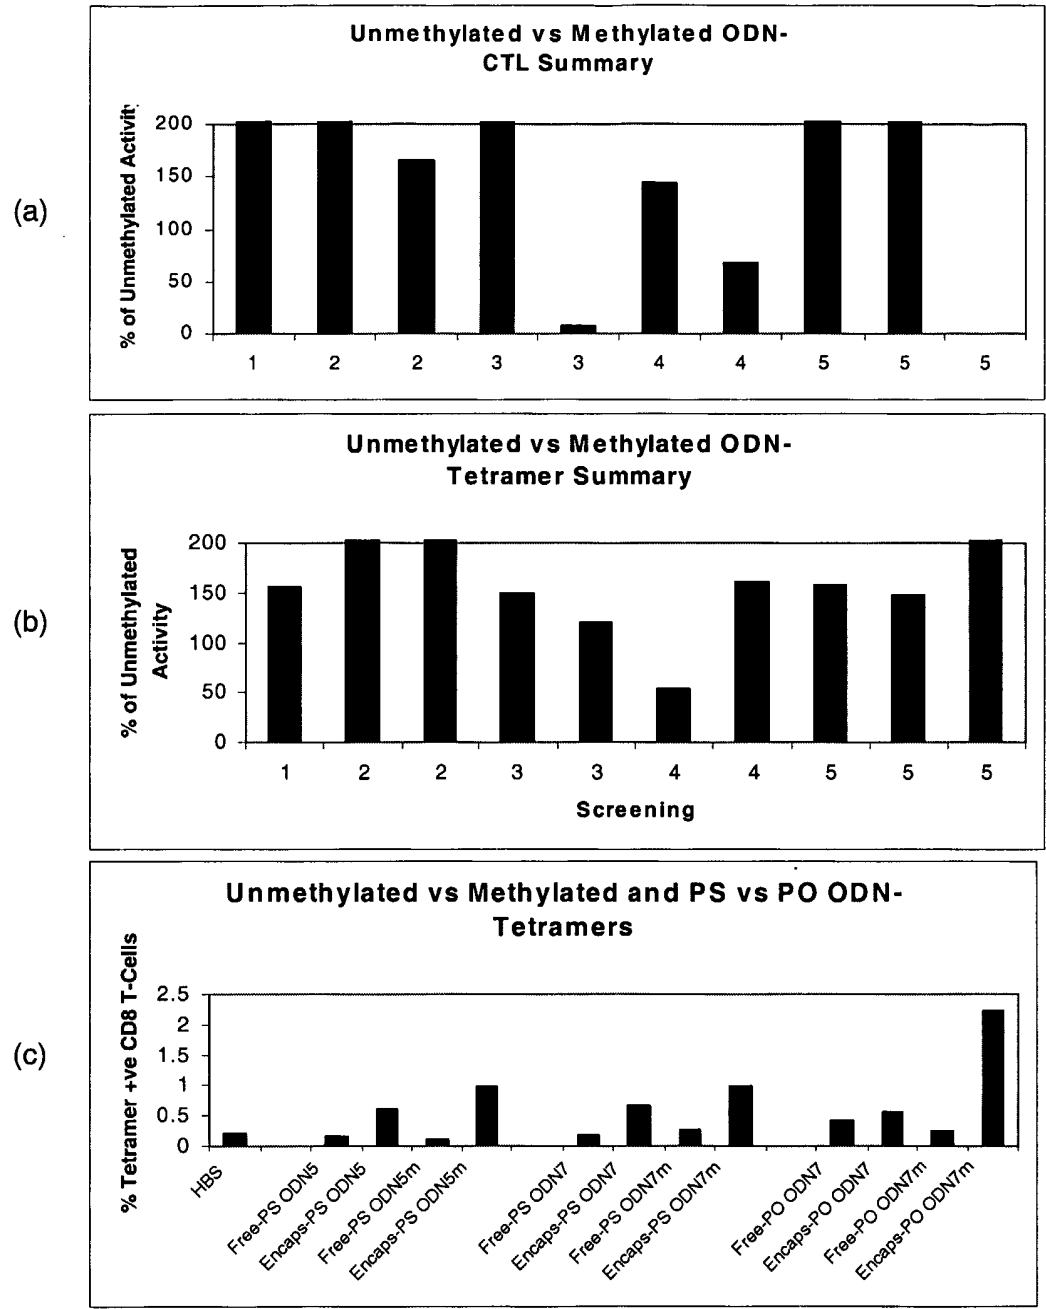 (a)
Unmethylated vs Methylated ODN-
CTL Summary
% of Unmethylated Activity
200
150
100
50
0
1 2 2 3 3 4 4 5 5 5
(b)
Unmethylated vs Methylated ODN-
Tetramer Summary
% of Unmethylated
Activity
200
150
100
50
0
1 2 2 3 3 4 4 5 5 5
Screening
(c)
Unmethylated vs Methylated and PS vs PO ODN-
Tetramers
% Tetramer +ve CD8 T-Cells
2.5
2
1.5
1
0.5
0
HBS
Free-PS ODN5
Encaps-PS ODN5
Free-PS ODN5m
Encaps-PS ODN5m
Free-PS ODN7
Encaps-PS ODN7
Free-PS ODN7m
Encaps-PS ODN7m
Free-PO ODN7
Encaps-PO ODN7
Free-PO ODN7m
Encaps-PO ODN7m